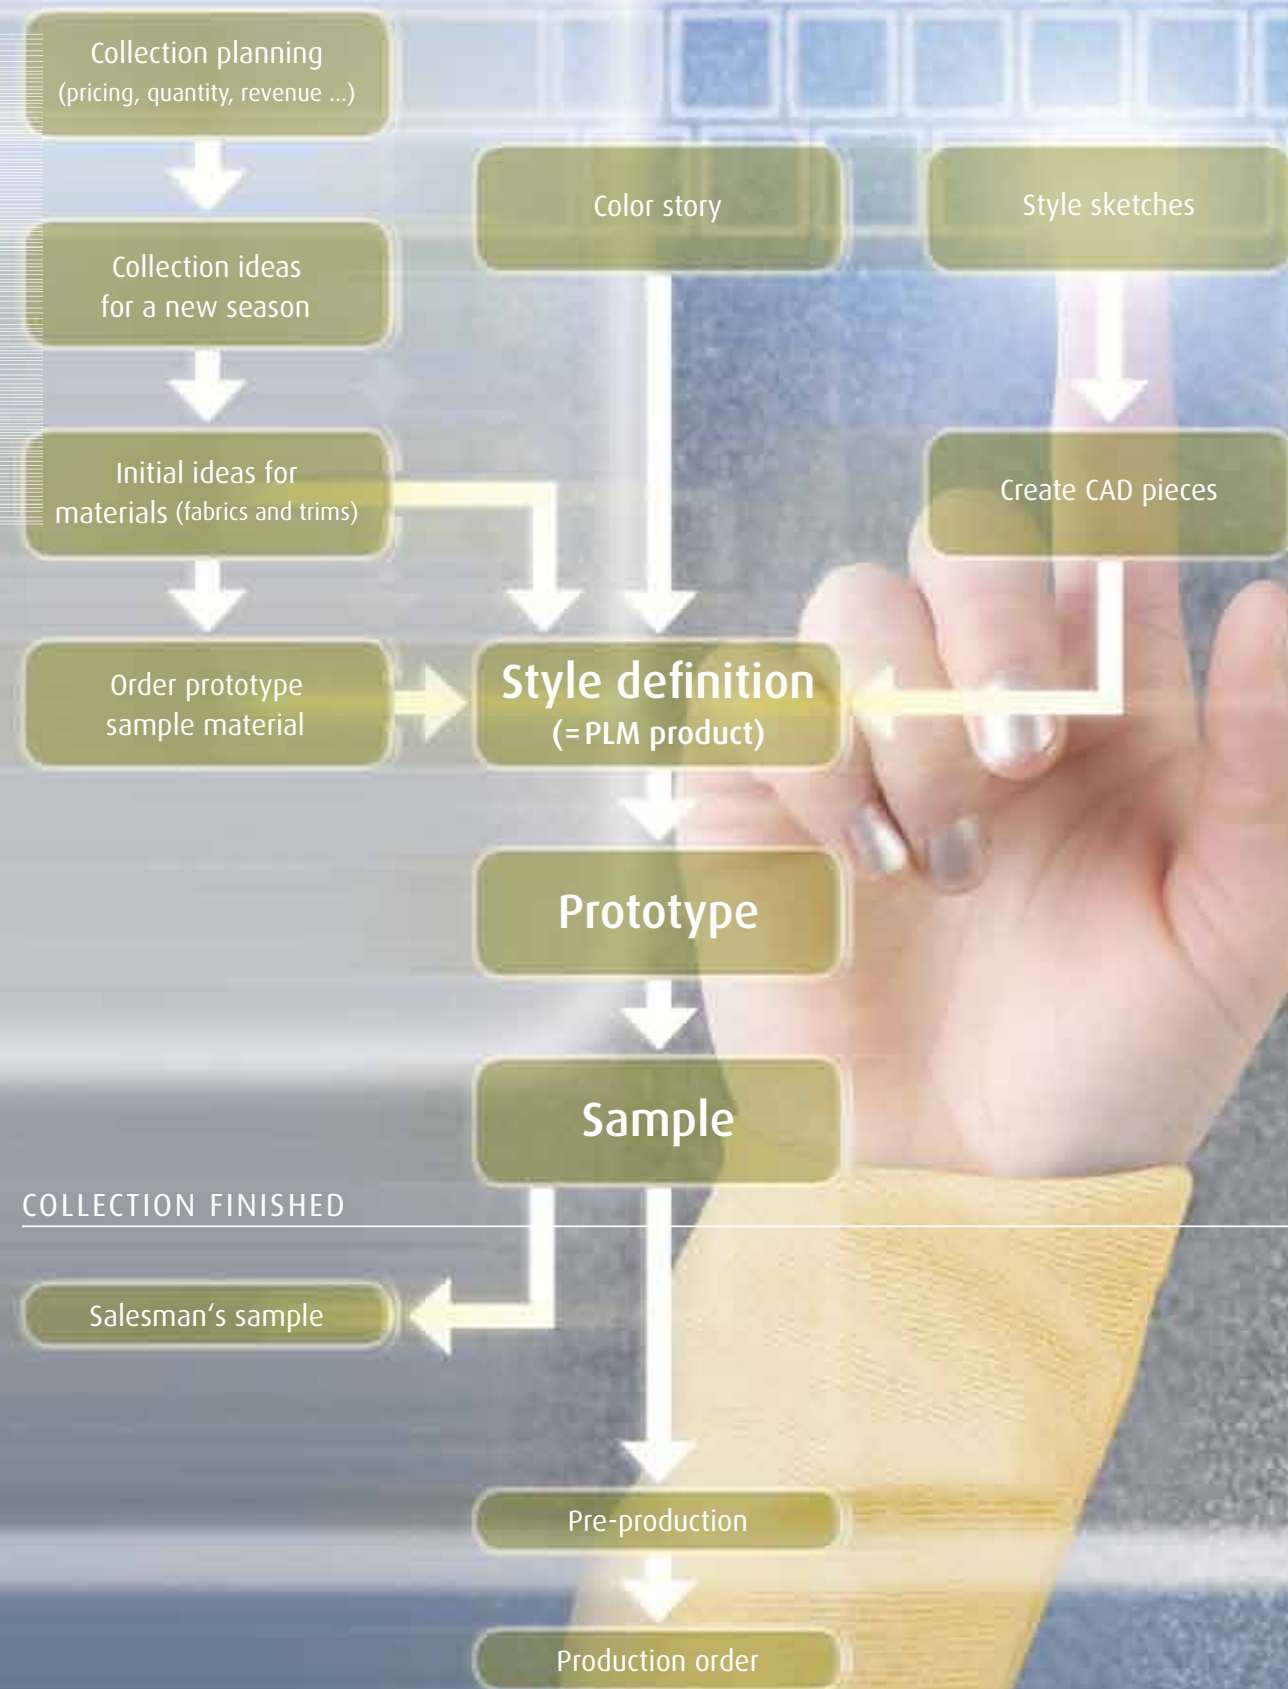 Collection planning
(pricing, quantity, revenue ...)
Color story
Style sketches
Collection ideas
for a new season
Initial ideas for
materials (fabrics and trims)
Create CAD pieces
Order prototype
sample material
Style definition
(= PLM product)
Prototype
Sample
COLLECTION FINISHED
Salesman‘s sample
Pre-production
Production order